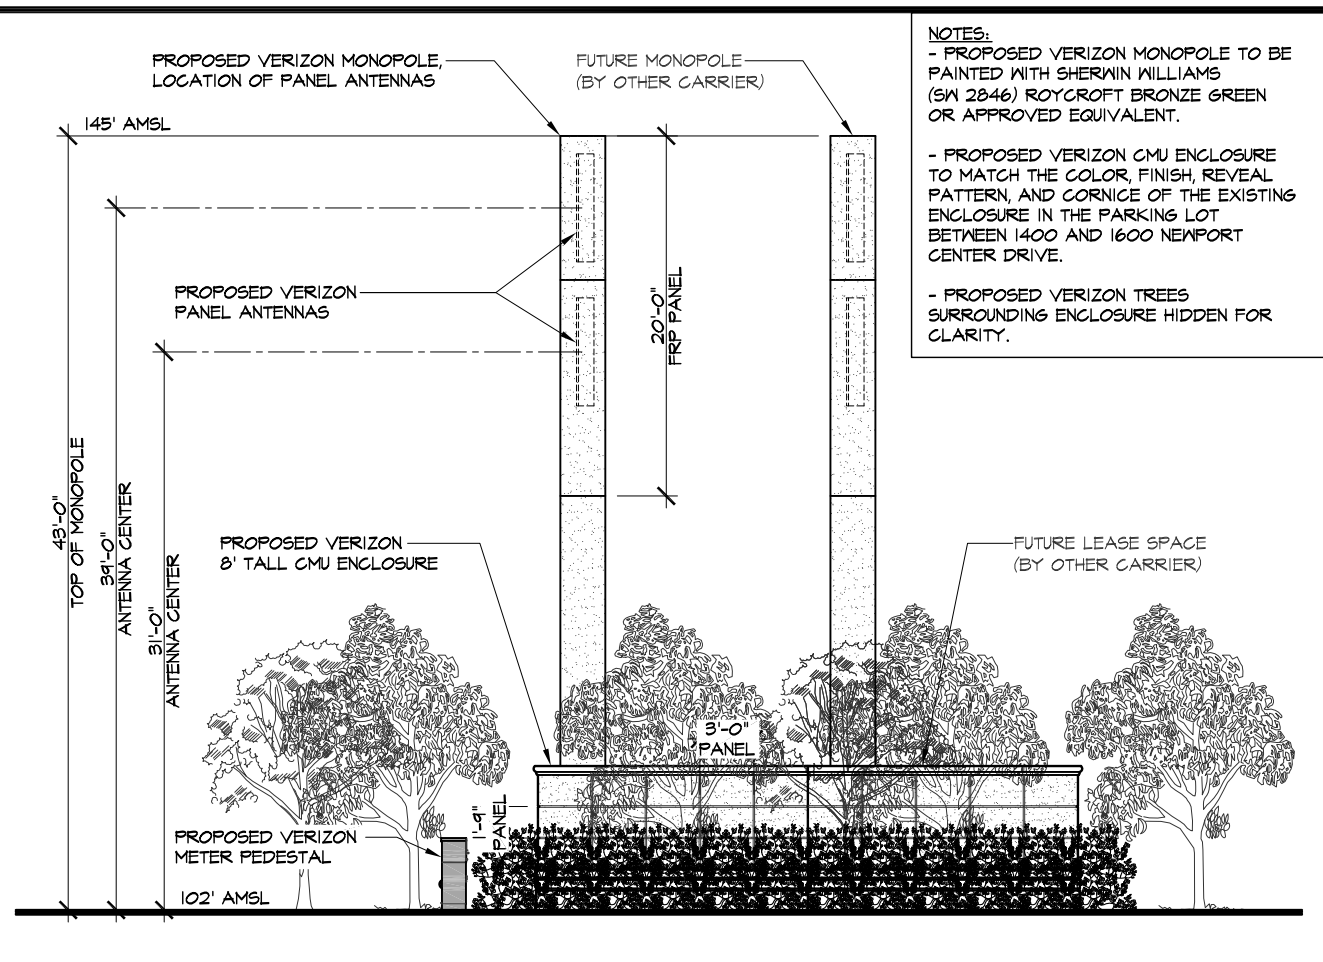 PROPOSED VERIZON MONOPOLE,
LOCATION OF PANEL ANTENNAS
FUTURE MONOPOLE
(BY OTHER CARRIER)
NOTES:
- PROPOSED VERIZON MONOPOLE TO BE
PAINTED WITH SHERWIN WILLIAMS
(SW 2846) ROYCROFT BRONZE GREEN
OR APPROVED EQUIVALENT.
- PROPOSED VERIZON CMU ENCLOSURE
TO MATCH THE COLOR, FINISH, REVEAL
PATTERN, AND CORNICE OF THE EXISTING
ENCLOSURE IN THE PARKING LOT
BETWEEN 1400 AND 1600 NEWPORT
CENTER DRIVE.
- PROPOSED VERIZON TREES
SURROUNDING ENCLOSURE HIDDEN FOR
CLARITY.
145' AMSL
PROPOSED VERIZON
PANEL ANTENNAS
20'-0"
FRP PANEL
43'-0"
TOP OF MONOPOLE
39'-0"
ANTENNA CENTER
31'-0"
ANTENNA CENTER
PROPOSED VERIZON
8' TALL CMU ENCLOSURE
FUTURE LEASE SPACE
(BY OTHER CARRIER)
3'-0"
PANEL
1'-9"
PANEL
PROPOSED VERIZON
METER PEDESTAL
102' AMSL